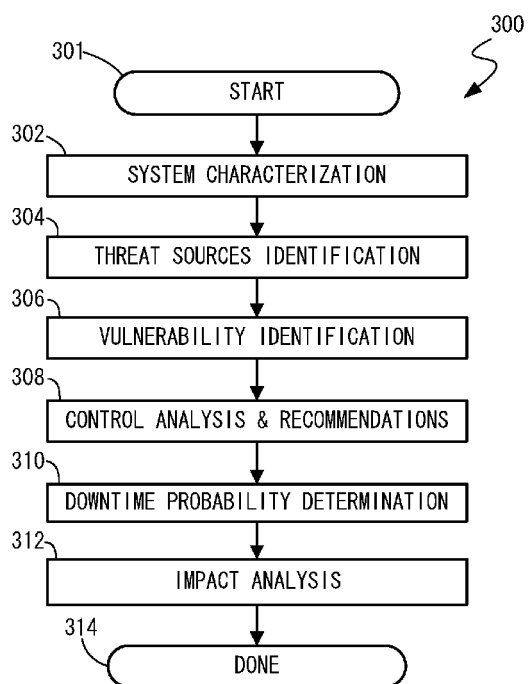 300
301
START
302
SYSTEM CHARACTERIZATION
304
THREAT SOURCES IDENTIFICATION
306
VULNERABILITY IDENTIFICATION
308
CONTROL ANALYSIS & RECOMMENDATIONS
310
DOWNTIME PROBABILITY DETERMINATION
312
IMPACT ANALYSIS
314
DONE